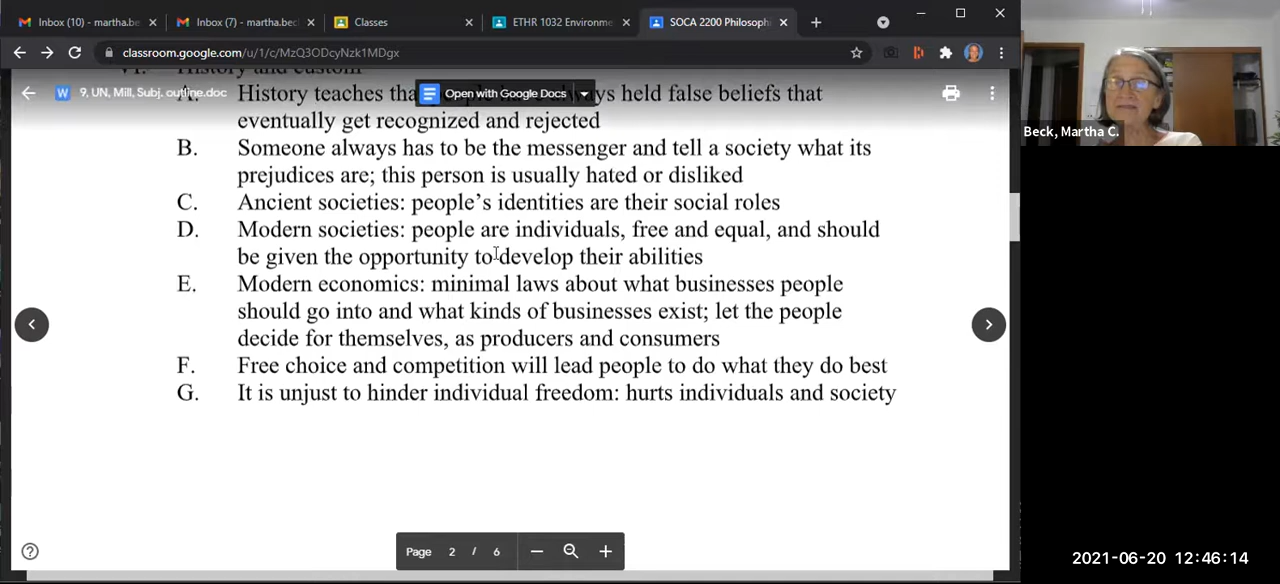 Inbox (10) - martha.be
Inbox (7) - martha.bec
Classes
ETHR 1032 Environme
SOCA 2200 Philosoph
classroom.google.com/u/1/c/MzQ3ODcyNzk1MDgx
VI. History and custom
9, UN, Mill, Subj. outline.doc
Open with Google Docs
A. History teaches always held false beliefs that
eventually get recognized and rejected
B. Someone always has to be the messenger and tell a society what its
prejudices are; this person is usually hated or disliked
C. Ancient societies: people’s identities are their social roles
D. Modern societies: people are individuals, free and equal, and should
be given the opportunity to develop their abilities
E. Modern economics: minimal laws about what businesses people
should go into and what kinds of businesses exist; let the people
decide for themselves, as producers and consumers
F. Free choice and competition will lead people to do what they do best
G. It is unjust to hinder individual freedom: hurts individuals and society
Page 2 / 6
Beck, Martha C.
2021-06-20 12:46:14